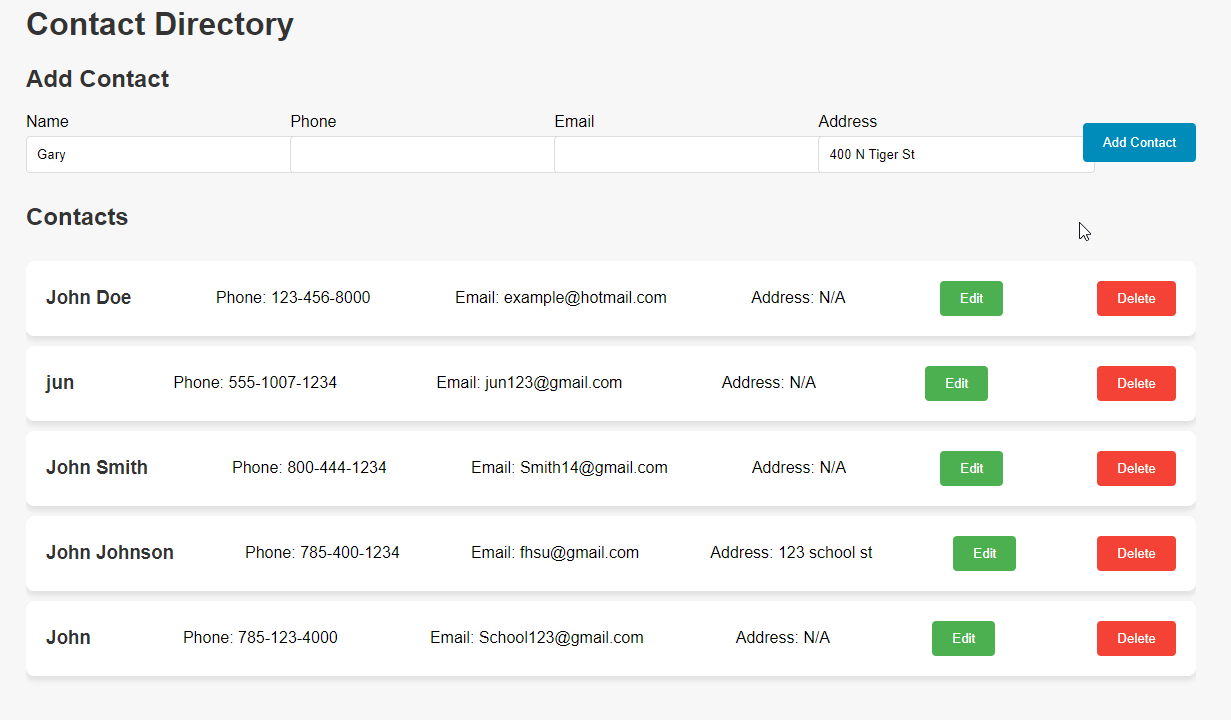 Contact Directory
Add Contact
Name Phone Email Address
Gary 400 N Tiger St Add Contact
Contacts
John Doe Phone: 123-456-8000 Email: example@hotmail.com Address: N/A Edit Delete
jun Phone: 555-1007-1234 Email: jun123@gmail.com Address: N/A Edit Delete
John Smith Phone: 800-444-1234 Email: Smith14@gmail.com Address: N/A Edit Delete
John Johnson Phone: 785-400-1234 Email: fhsu@gmail.com Address: 123 school st Edit Delete
John Phone: 785-123-4000 Email: School123@gmail.com Address: N/A Edit Delete